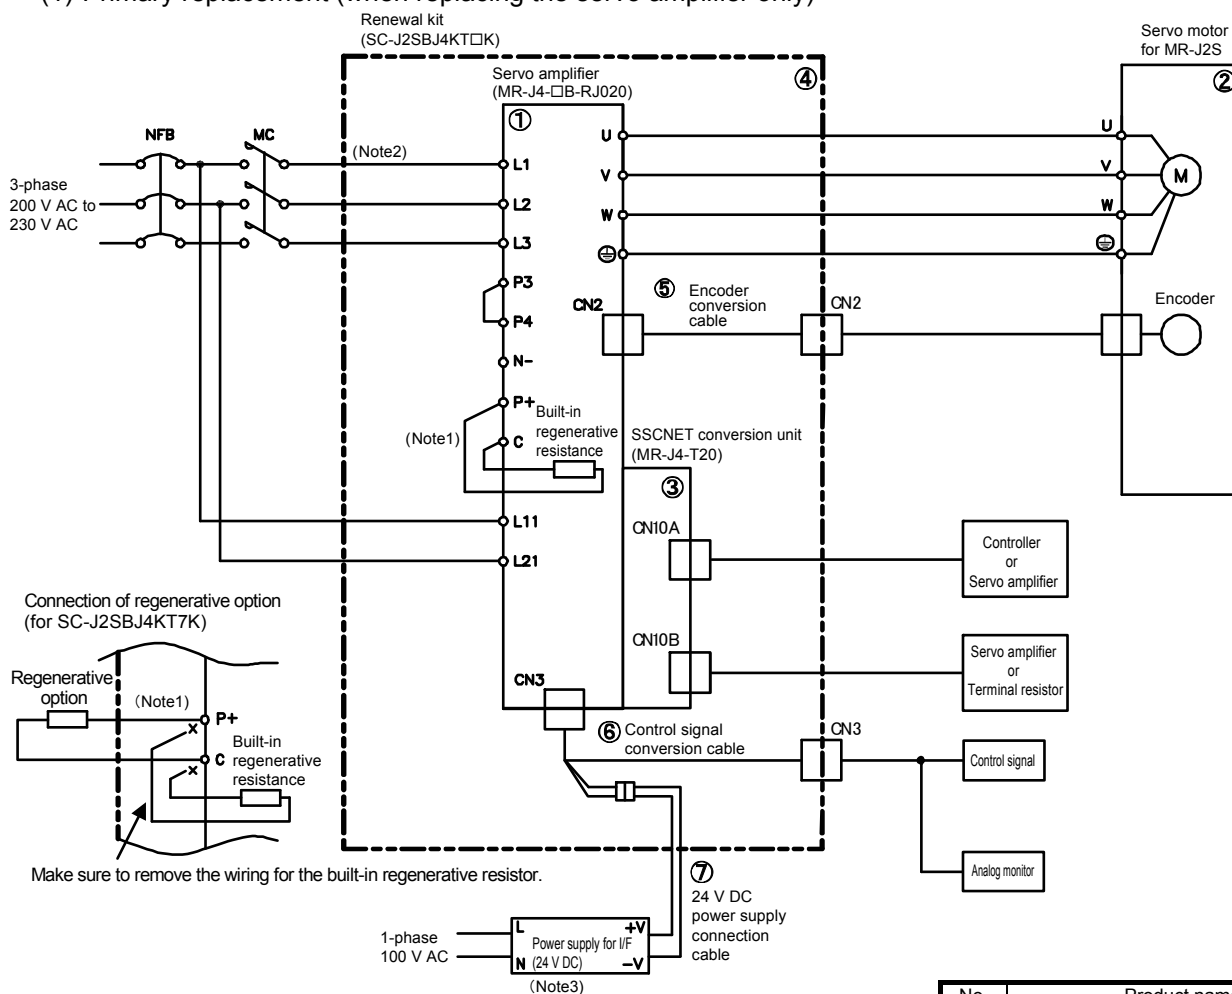 (1) Primary replacement (when replacing the servo amplifier only)
Renewal kit
(SC-J2SBJ4KT□K)
Servo motor
for MR-J2S
④
②
Servo amplifier
(MR-J4-□B-RJ020)
①
NFB
MC
(Note2)
3-phase
200 V AC to
230 V AC
L1
L2
L3
P3
P4
N-
P+
C
(Note1)
Built-in
regenerative
resistance
L11
L21
U
V
W
CN2
⑤ Encoder
conversion
cable
CN2
U
V
W
M
Encoder
SSCNET conversion unit
(MR-J4-T20)
③
CN10A
Controller
or
Servo amplifier
CN10B
Servo amplifier
or
Terminal resistor
CN3
⑥ Control signal
conversion cable
CN3
Control signal
Analog monitor
Connection of regenerative option
(for SC-J2SBJ4KT7K)
Regenerative
option
(Note1)
P+
C
Built-in
regenerative
resistance
Make sure to remove the wiring for the built-in regenerative resistor.
⑦
24 V DC
power supply
connection
cable
1-phase
100 V AC
L
N
Power supply for I/F
(24 V DC)
+V
−V
(Note3)
No.